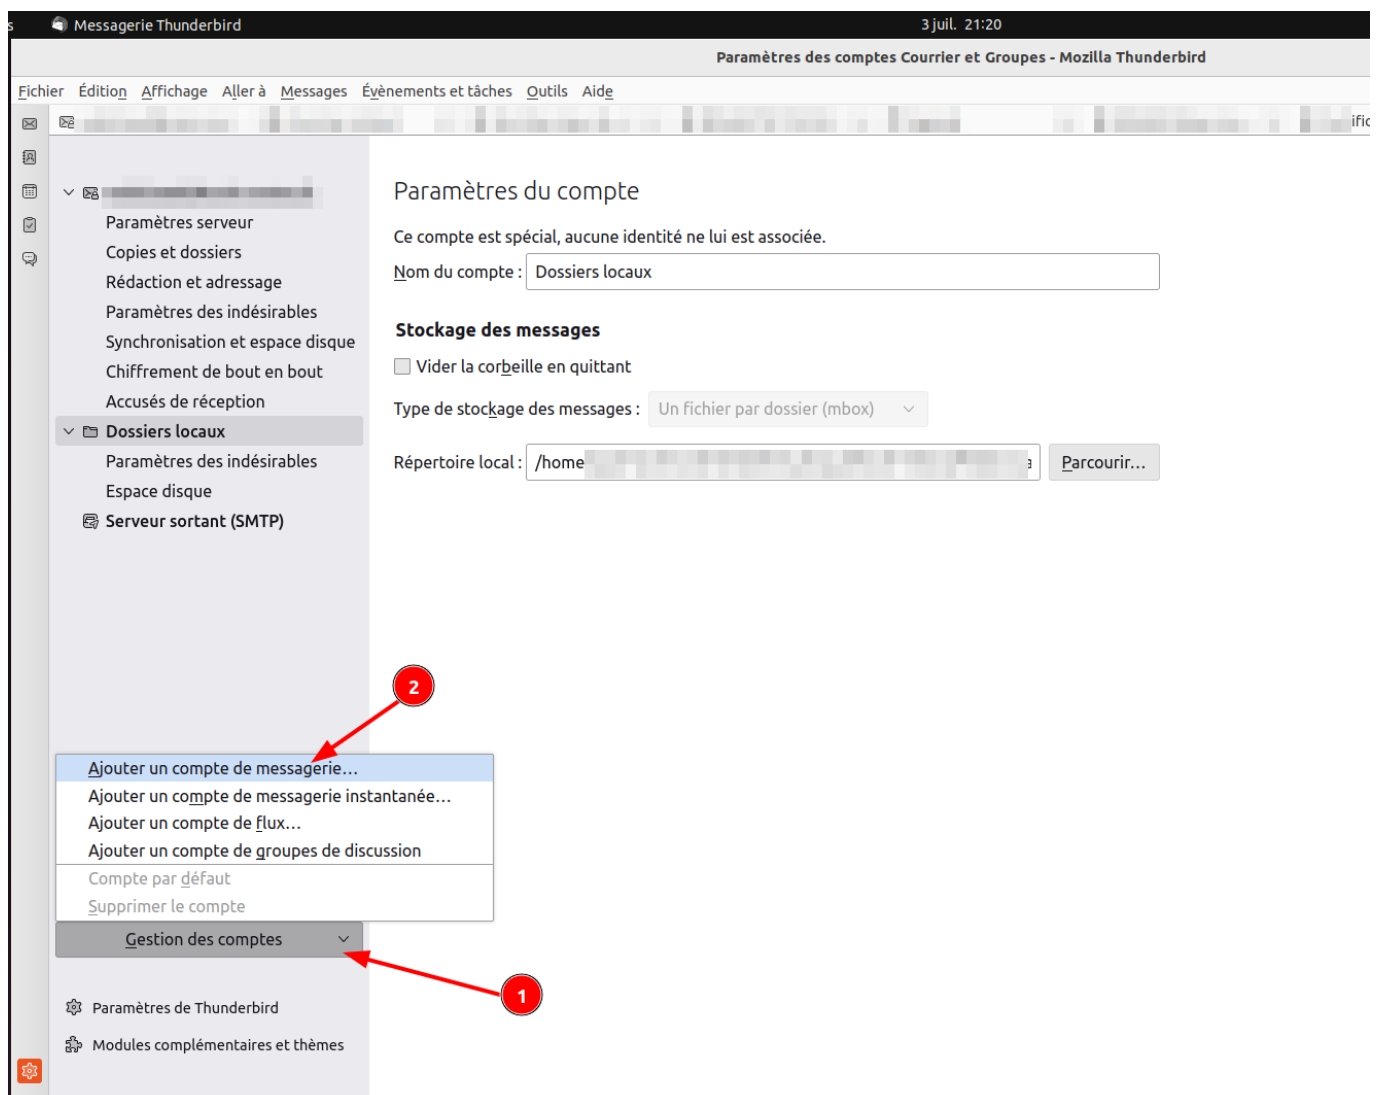 s
Messagerie Thunderbird
3 juil. 21:20
Paramètres des comptes Courrier et Groupes - Mozilla Thunderbird
Fichier Édition Affichage Aller à Messages Évènements et tâches Outils Aide
ific
Paramètres serveur
Copies et dossiers
Rédaction et adressage
Paramètres des indésirables
Synchronisation et espace disque
Chiffrement de bout en bout
Accusés de réception
Dossiers locaux
Paramètres des indésirables
Espace disque
Serveur sortant (SMTP)
Paramètres du compte
Ce compte est spécial, aucune identité ne lui est associée.
Nom du compte : Dossiers locaux
Stockage des messages
Vider la corbeille en quittant
Type de stockage des messages : Un fichier par dossier (mbox)
Répertoire local : /home
Parcourir...
2
Ajouter un compte de messagerie...
Ajouter un compte de messagerie instantanée...
Ajouter un compte de flux...
Ajouter un compte de groupes de discussion
Compte par défaut
Supprimer le compte
Gestion des comptes
1
Paramètres de Thunderbird
Modules complémentaires et thèmes